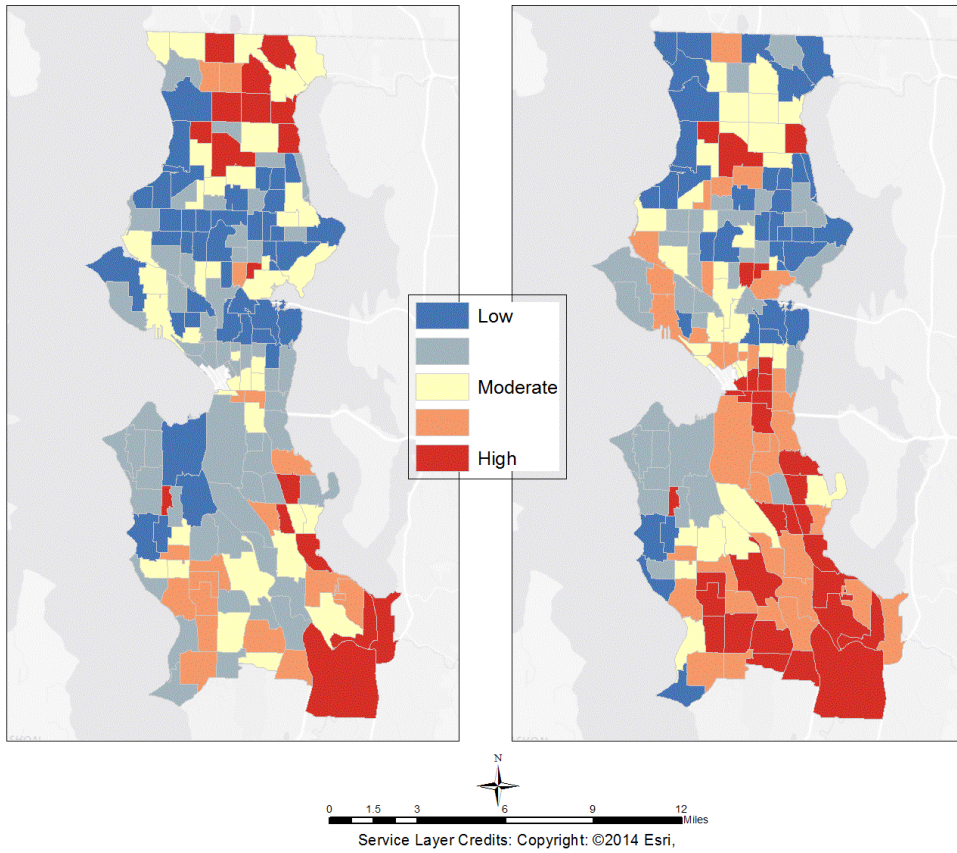 Low
Moderate
High
N
0 1.5 3 6 9 12
Miles
Service Layer Credits: Copyright: ©2014 Esri,